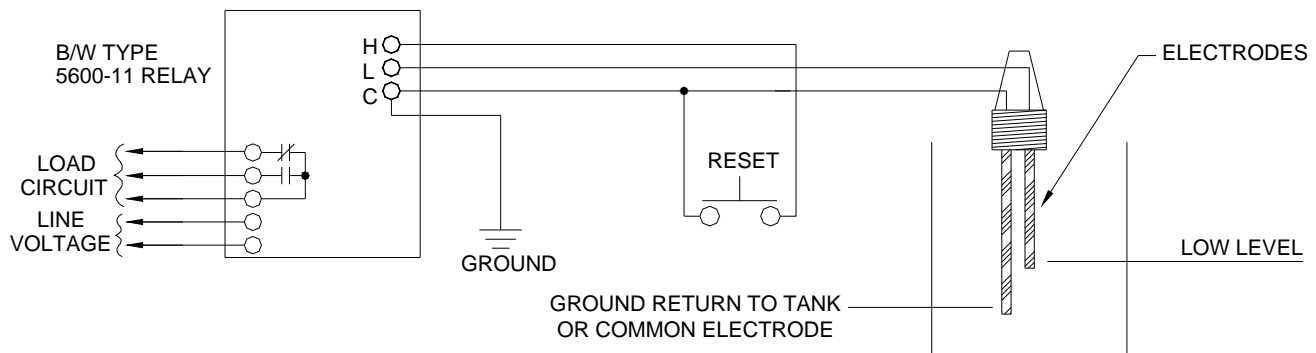 B/W TYPE
5600-11 RELAY
H
L
C
ELECTRODES
LOAD
CIRCUIT
RESET
LINE
VOLTAGE
GROUND
LOW LEVEL
GROUND RETURN TO TANK
OR COMMON ELECTRODE